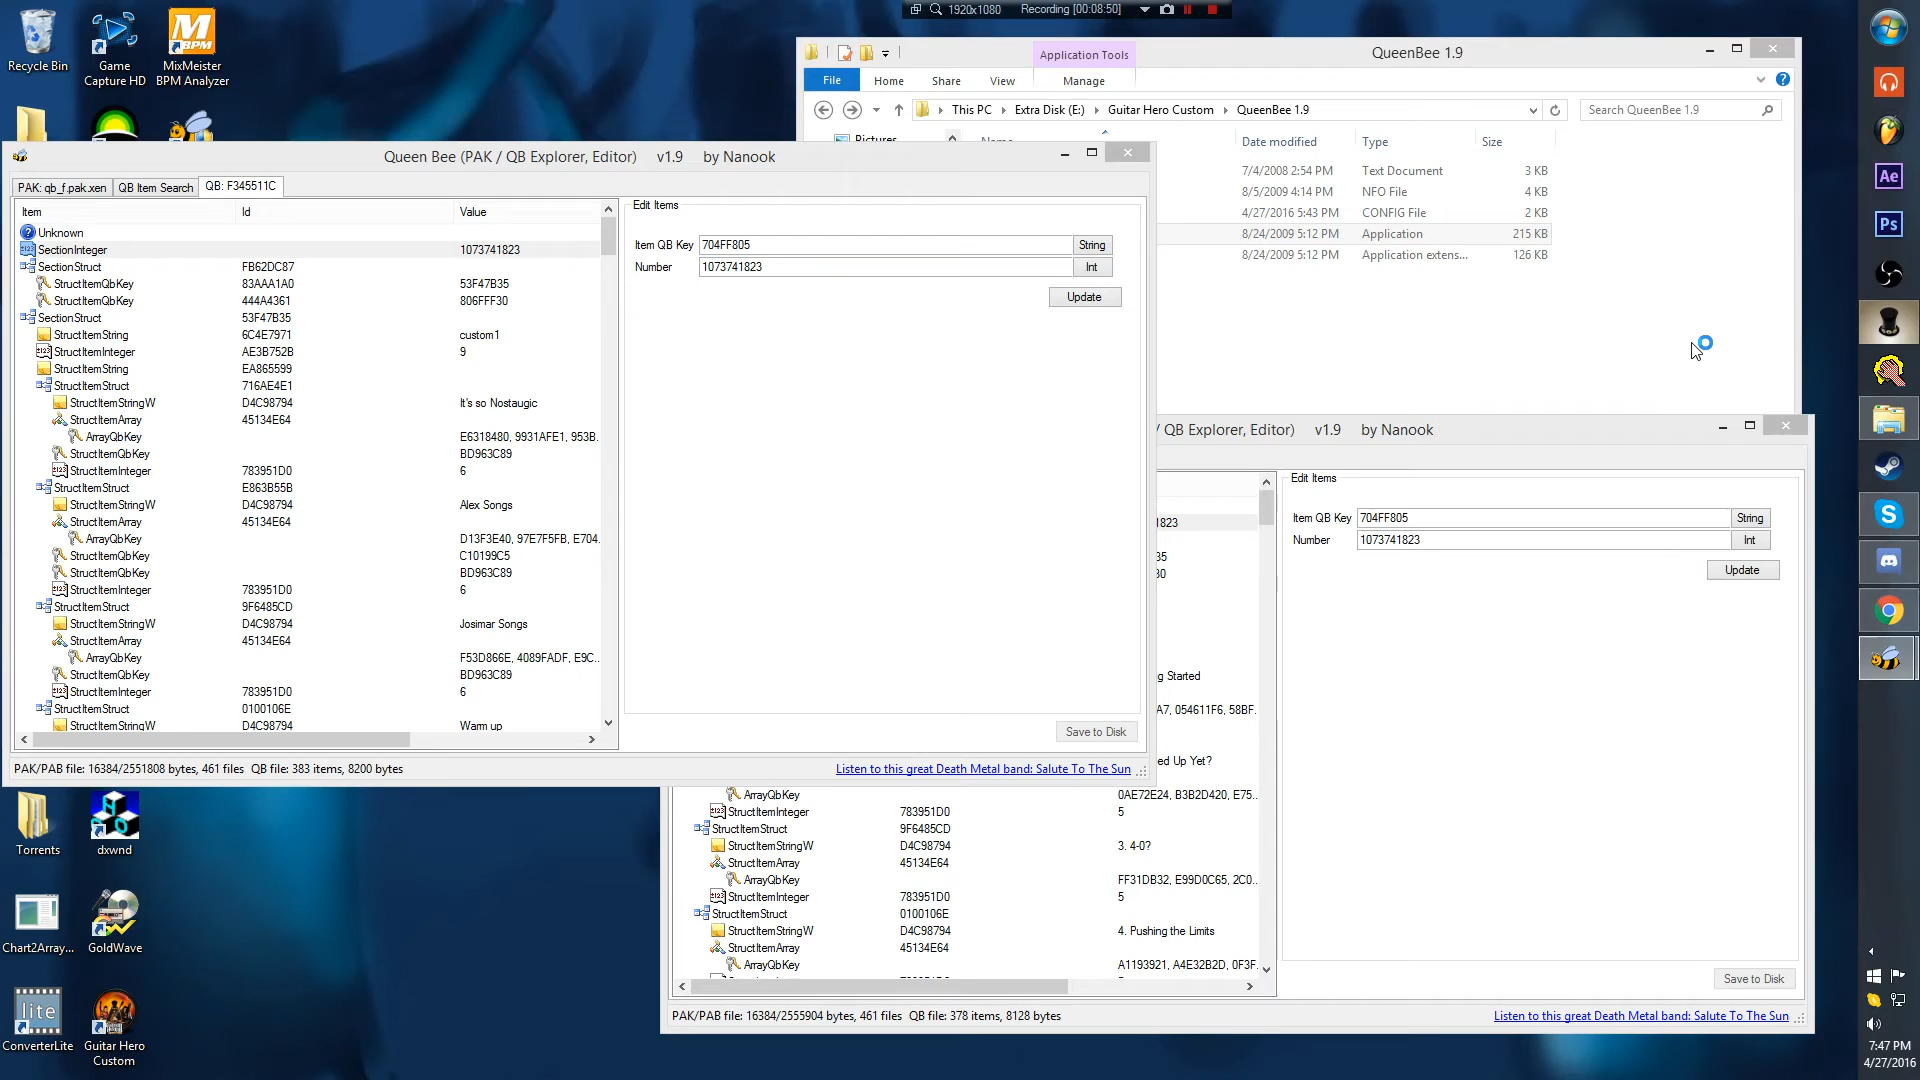 1920x1080 Recording [00:08:50]
Recycle Bin
Game Capture HD
MixMeister BPM Analyzer
Application Tools
QueenBee 1.9
File Home Share View Manage
This PC Extra Disk (E:) Guitar Hero Custom QueenBee 1.9
Search QueenBee 1.9
Pictures
Date modified Type Size
7/4/2008 2:54 PM Text Document 3 KB
8/5/2009 4:14 PM NFO File 4 KB
4/27/2016 5:43 PM CONFIG File 2 KB
8/24/2009 5:12 PM Application 215 KB
8/24/2009 5:12 PM Application extens... 126 KB
Queen Bee (PAK / QB Explorer, Editor) v1.9 by Nanook
PAK: qb_f.pak.xen QB Item Search QB: F345511C
Item Id Value
Unknown
SectionInteger 1073741823
SectionStruct FB62DC87
StructItemQbKey 83AAA1A0 53F47B35
StructItemQbKey 444A4361 806FFF30
SectionStruct 53F47B35
StructItemString 6C4E7971 custom1
StructItemInteger AE3B752B 9
StructItemString EA865599
StructItemStruct 716AE4E1
StructItemStringW D4C98794 It's so Nostaugic
StructItemArray 45134E64
ArrayQbKey E6318480, 9931AFE1, 953B.
StructItemQbKey BD963C89
StructItemInteger 783951D0 6
StructItemStruct E863B55B
StructItemStringW D4C98794 Alex Songs
StructItemArray 45134E64
ArrayQbKey D13F3E40, 97E7F5FB, E704.
StructItemQbKey C10199C5
StructItemQbKey BD963C89
StructItemInteger 783951D0 6
StructItemStruct 9F6485CD
StructItemStringW D4C98794 Josimar Songs
StructItemArray 45134E64
ArrayQbKey F53D866E, 4089FADF, E9C..
StructItemQbKey BD963C89
StructItemInteger 783951D0 6
StructItemStruct 0100106E
StructItemStringW D4C98794 Warm up
Edit Items
Item QB Key 704FF805 String
Number 1073741823 Int
Update
Save to Disk
PAK/PAB file: 16384/2551808 bytes, 461 files QB file: 383 items, 8200 bytes
Listen to this great Death Metal band: Salute To The Sun
/ QB Explorer, Editor) v1.9 by Nanook
1823
35
30
g Started
A7, 054611F6, 58BF.
ed Up Yet?
ArrayQbKey 0AE72E24, B3B2D420, E75..
StructItemInteger 783951D0 5
StructItemStruct 9F6485CD
StructItemStringW D4C98794 3. 4-0?
StructItemArray 45134E64
ArrayQbKey FF31DB32, E99D0C65, 2C0..
StructItemInteger 783951D0 5
StructItemStruct 0100106E
StructItemStringW D4C98794 4. Pushing the Limits
StructItemArray 45134E64
ArrayQbKey A1193921, A4E32B2D, 0F3F.
Edit Items
Item QB Key 704FF805 String
Number 1073741823 Int
Update
Save to Disk
PAK/PAB file: 16384/2555904 bytes, 461 files QB file: 378 items, 8128 bytes
Listen to this great Death Metal band: Salute To The Sun
Torrents
dxwnd
Chart2Array...
GoldWave
lite
ConverterLite
Guitar Hero Custom
Ae
Ps
7:47 PM
4/27/2016